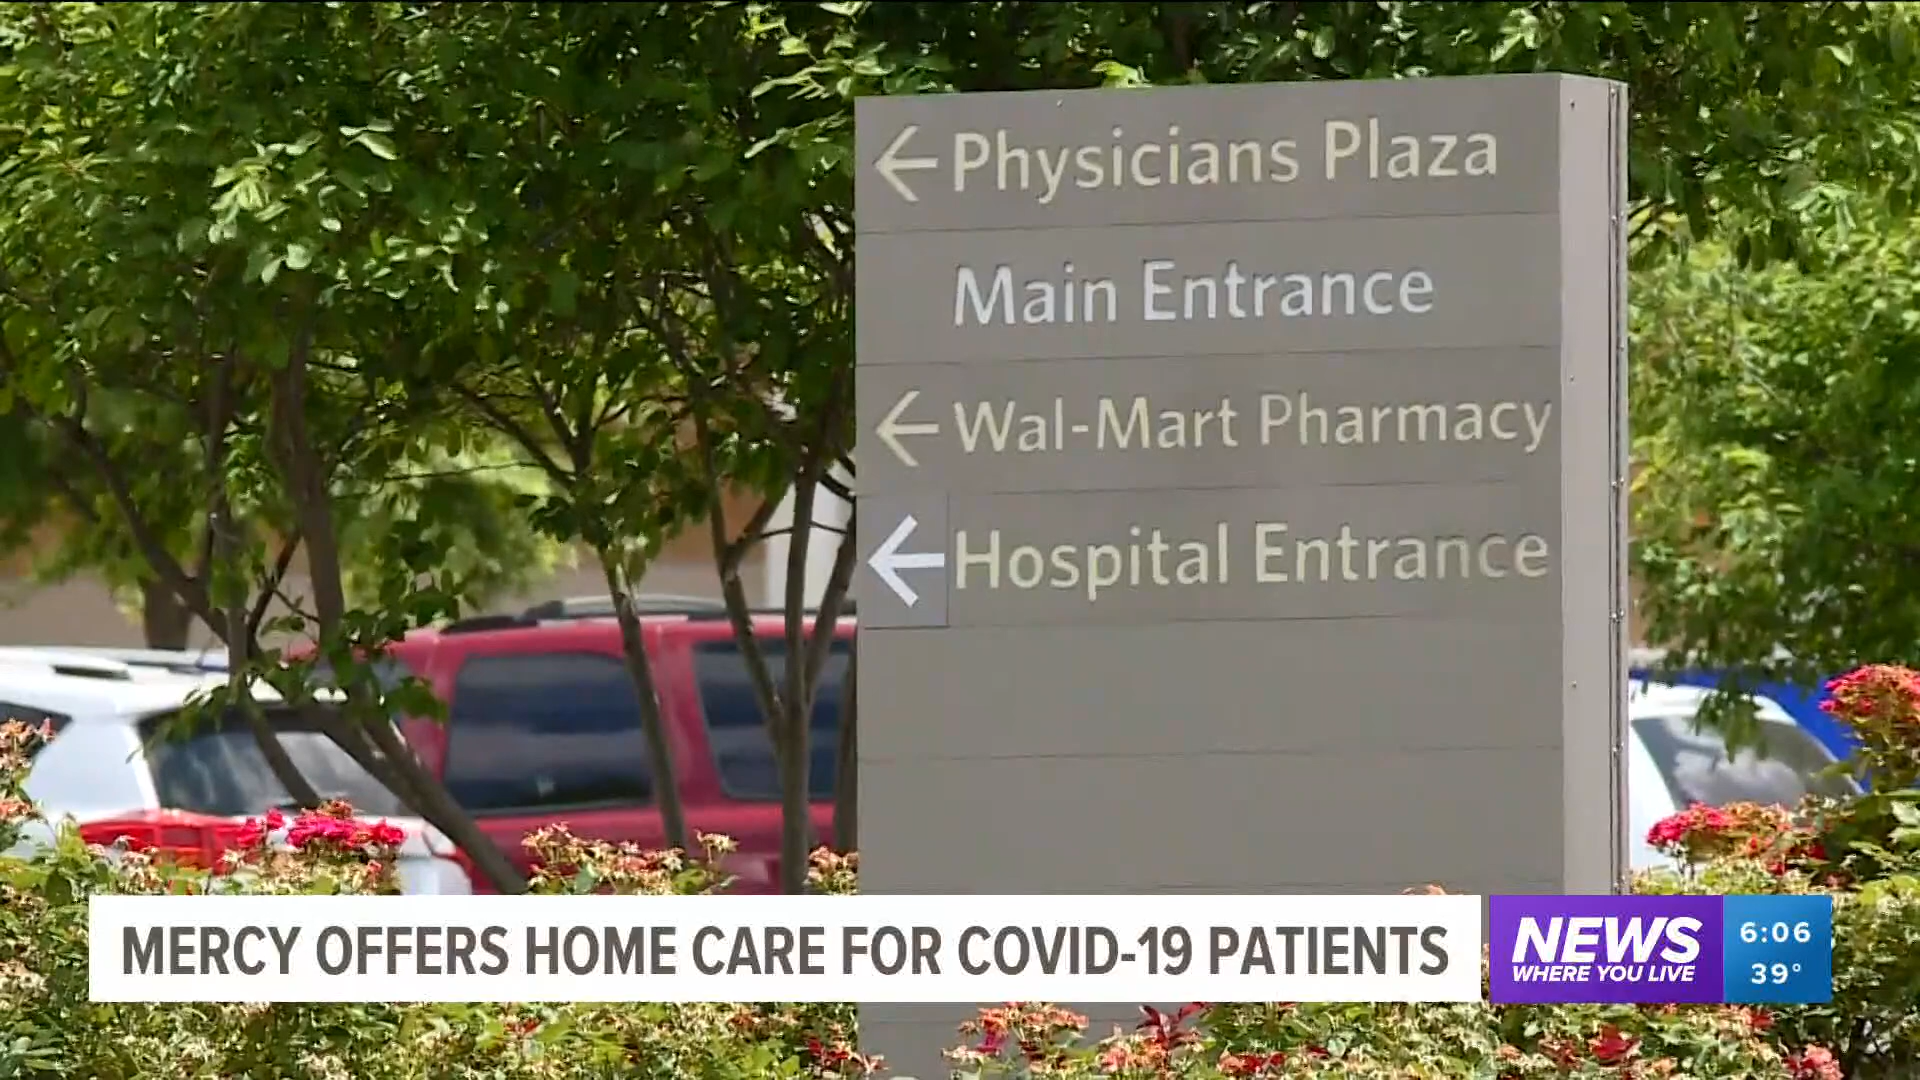 ← Physicians Plaza
Main Entrance
← Wal-Mart Pharmacy
← Hospital Entrance
MERCY OFFERS HOME CARE FOR COVID-19 PATIENTS
NEWS
WHERE YOU LIVE
6:06
39°